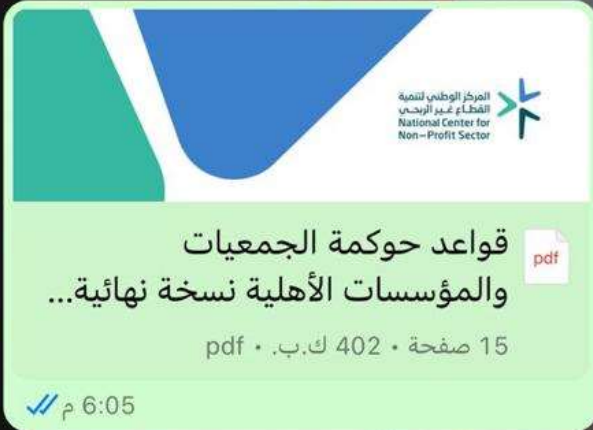 المركز الوطني لتنمية
القطاع غير الربحي
National Center for
Non-Profit Sector
قواعد حوكمة الجمعيات
والمؤسسات الأهلية نسخة نهائية...
pdf
15 صفحة • 402 ك.ب. • pdf
6:05 م